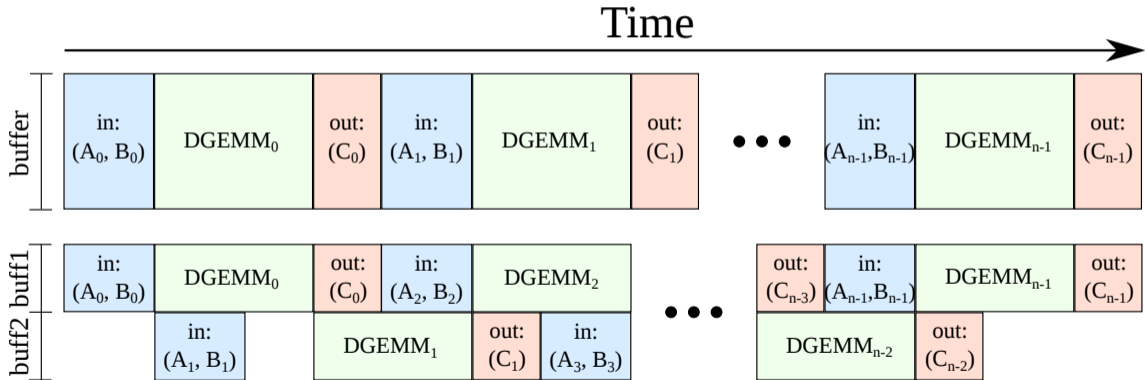 Time
buffer
in:
(A0, B0)
DGEMM0
out:
(C0)
in:
(A1, B1)
DGEMM1
out:
(C1)
in:
(An-1,Bn-1)
DGEMMn-1
out:
(Cn-1)
buff1
in:
(A0, B0)
DGEMM0
out:
(C0)
in:
(A2, B2)
DGEMM2
out:
(Cn-3)
in:
(An-1,Bn-1)
DGEMMn-1
out:
(Cn-1)
buff2
in:
(A1, B1)
DGEMM1
out:
(C1)
in:
(A3, B3)
DGEMMn-2
out:
(Cn-2)